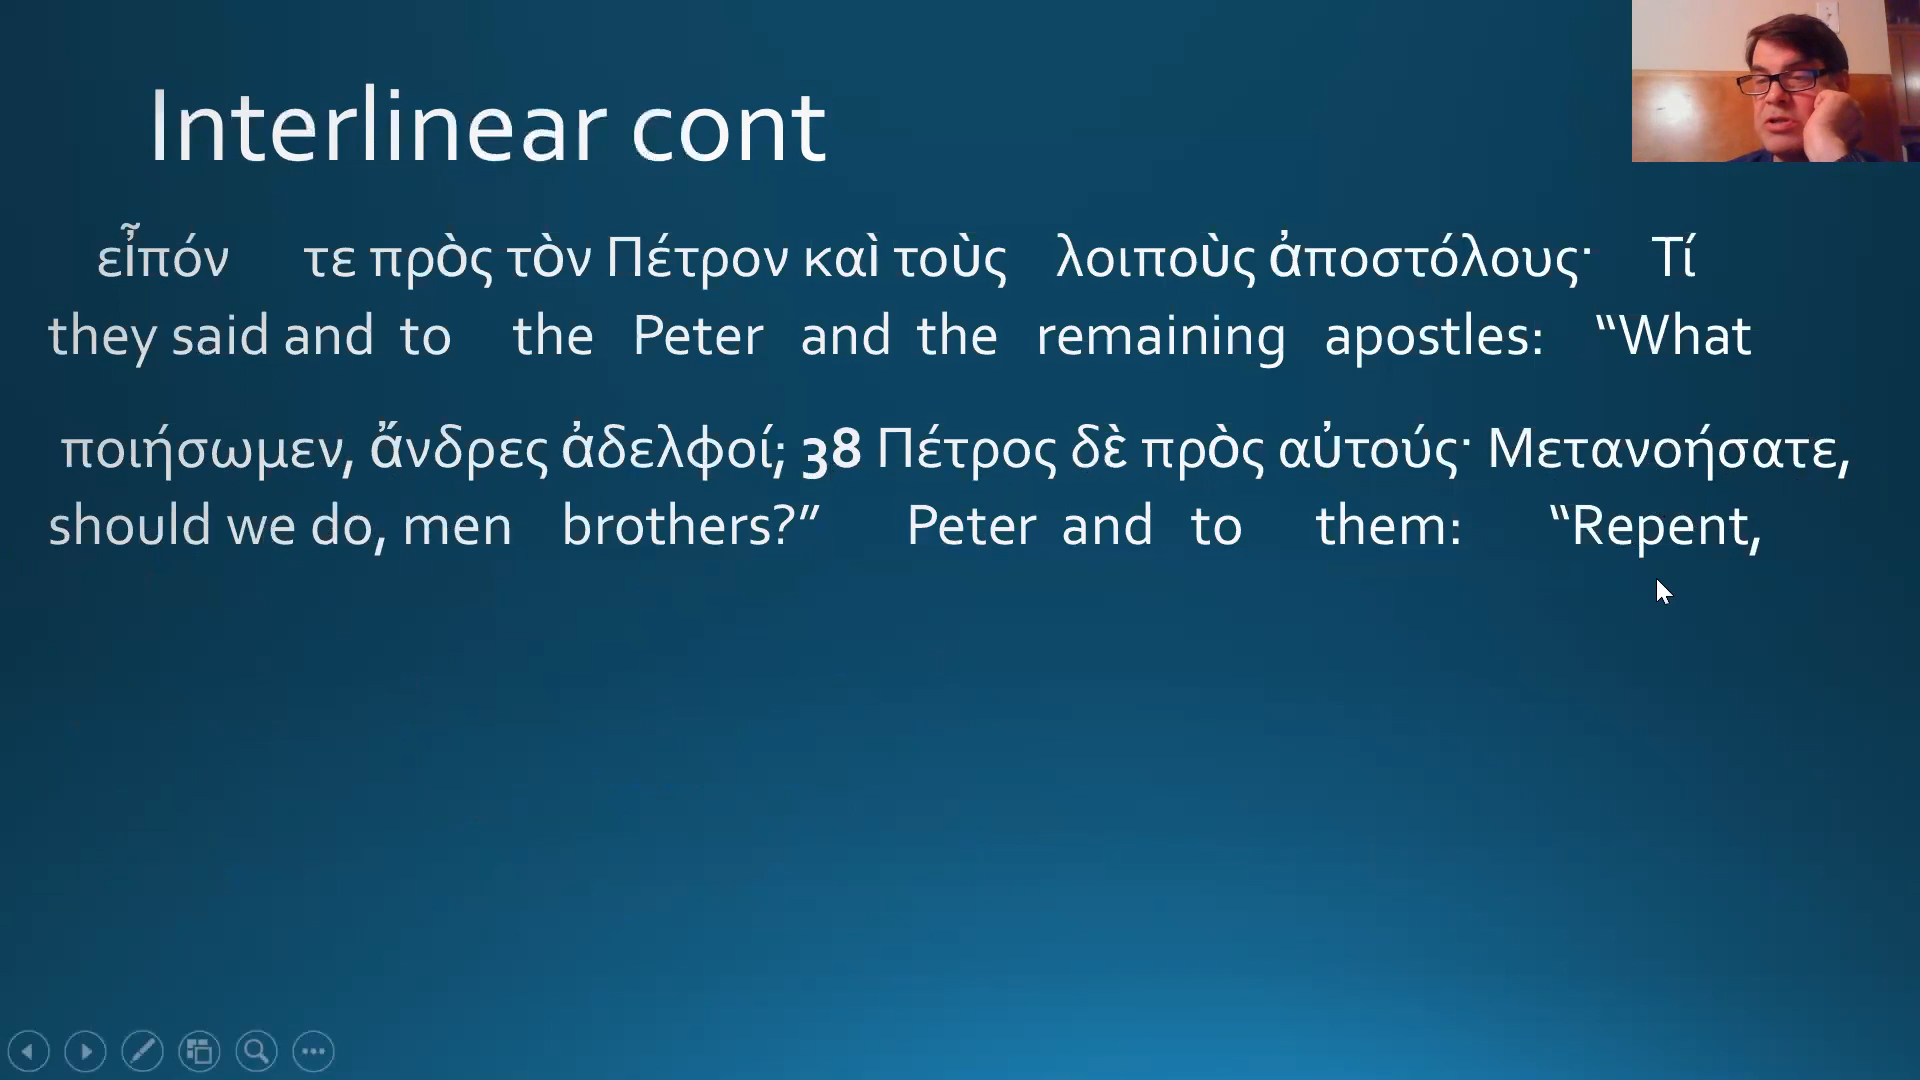 Interlinear cont
εἶπόν τε πρὸς τὸν Πέτρον καὶ τοὺς λοιποὺς ἀποστόλους· Τί
they said and to the Peter and the remaining apostles: “What
ποιήσωμεν, ἄνδρες ἀδελφοί; 38 Πέτρος δὲ πρὸς αὐτούς· Μετανοήσατε,
should we do, men brothers?” Peter and to them: “Repent,